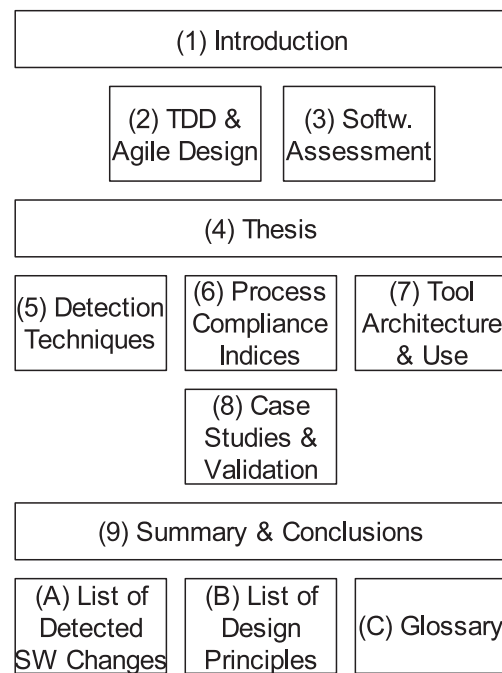 (1) Introduction
(2) TDD &
Agile Design
(3) Softw.
Assessment
(4) Thesis
(5) Detection
Techniques
(6) Process
Compliance
Indices
(7) Tool
Architecture
& Use
(8) Case
Studies &
Validation
(9) Summary & Conclusions
(A) List of
Detected
SW Changes
(B) List of
Design
Principles
(C) Glossary